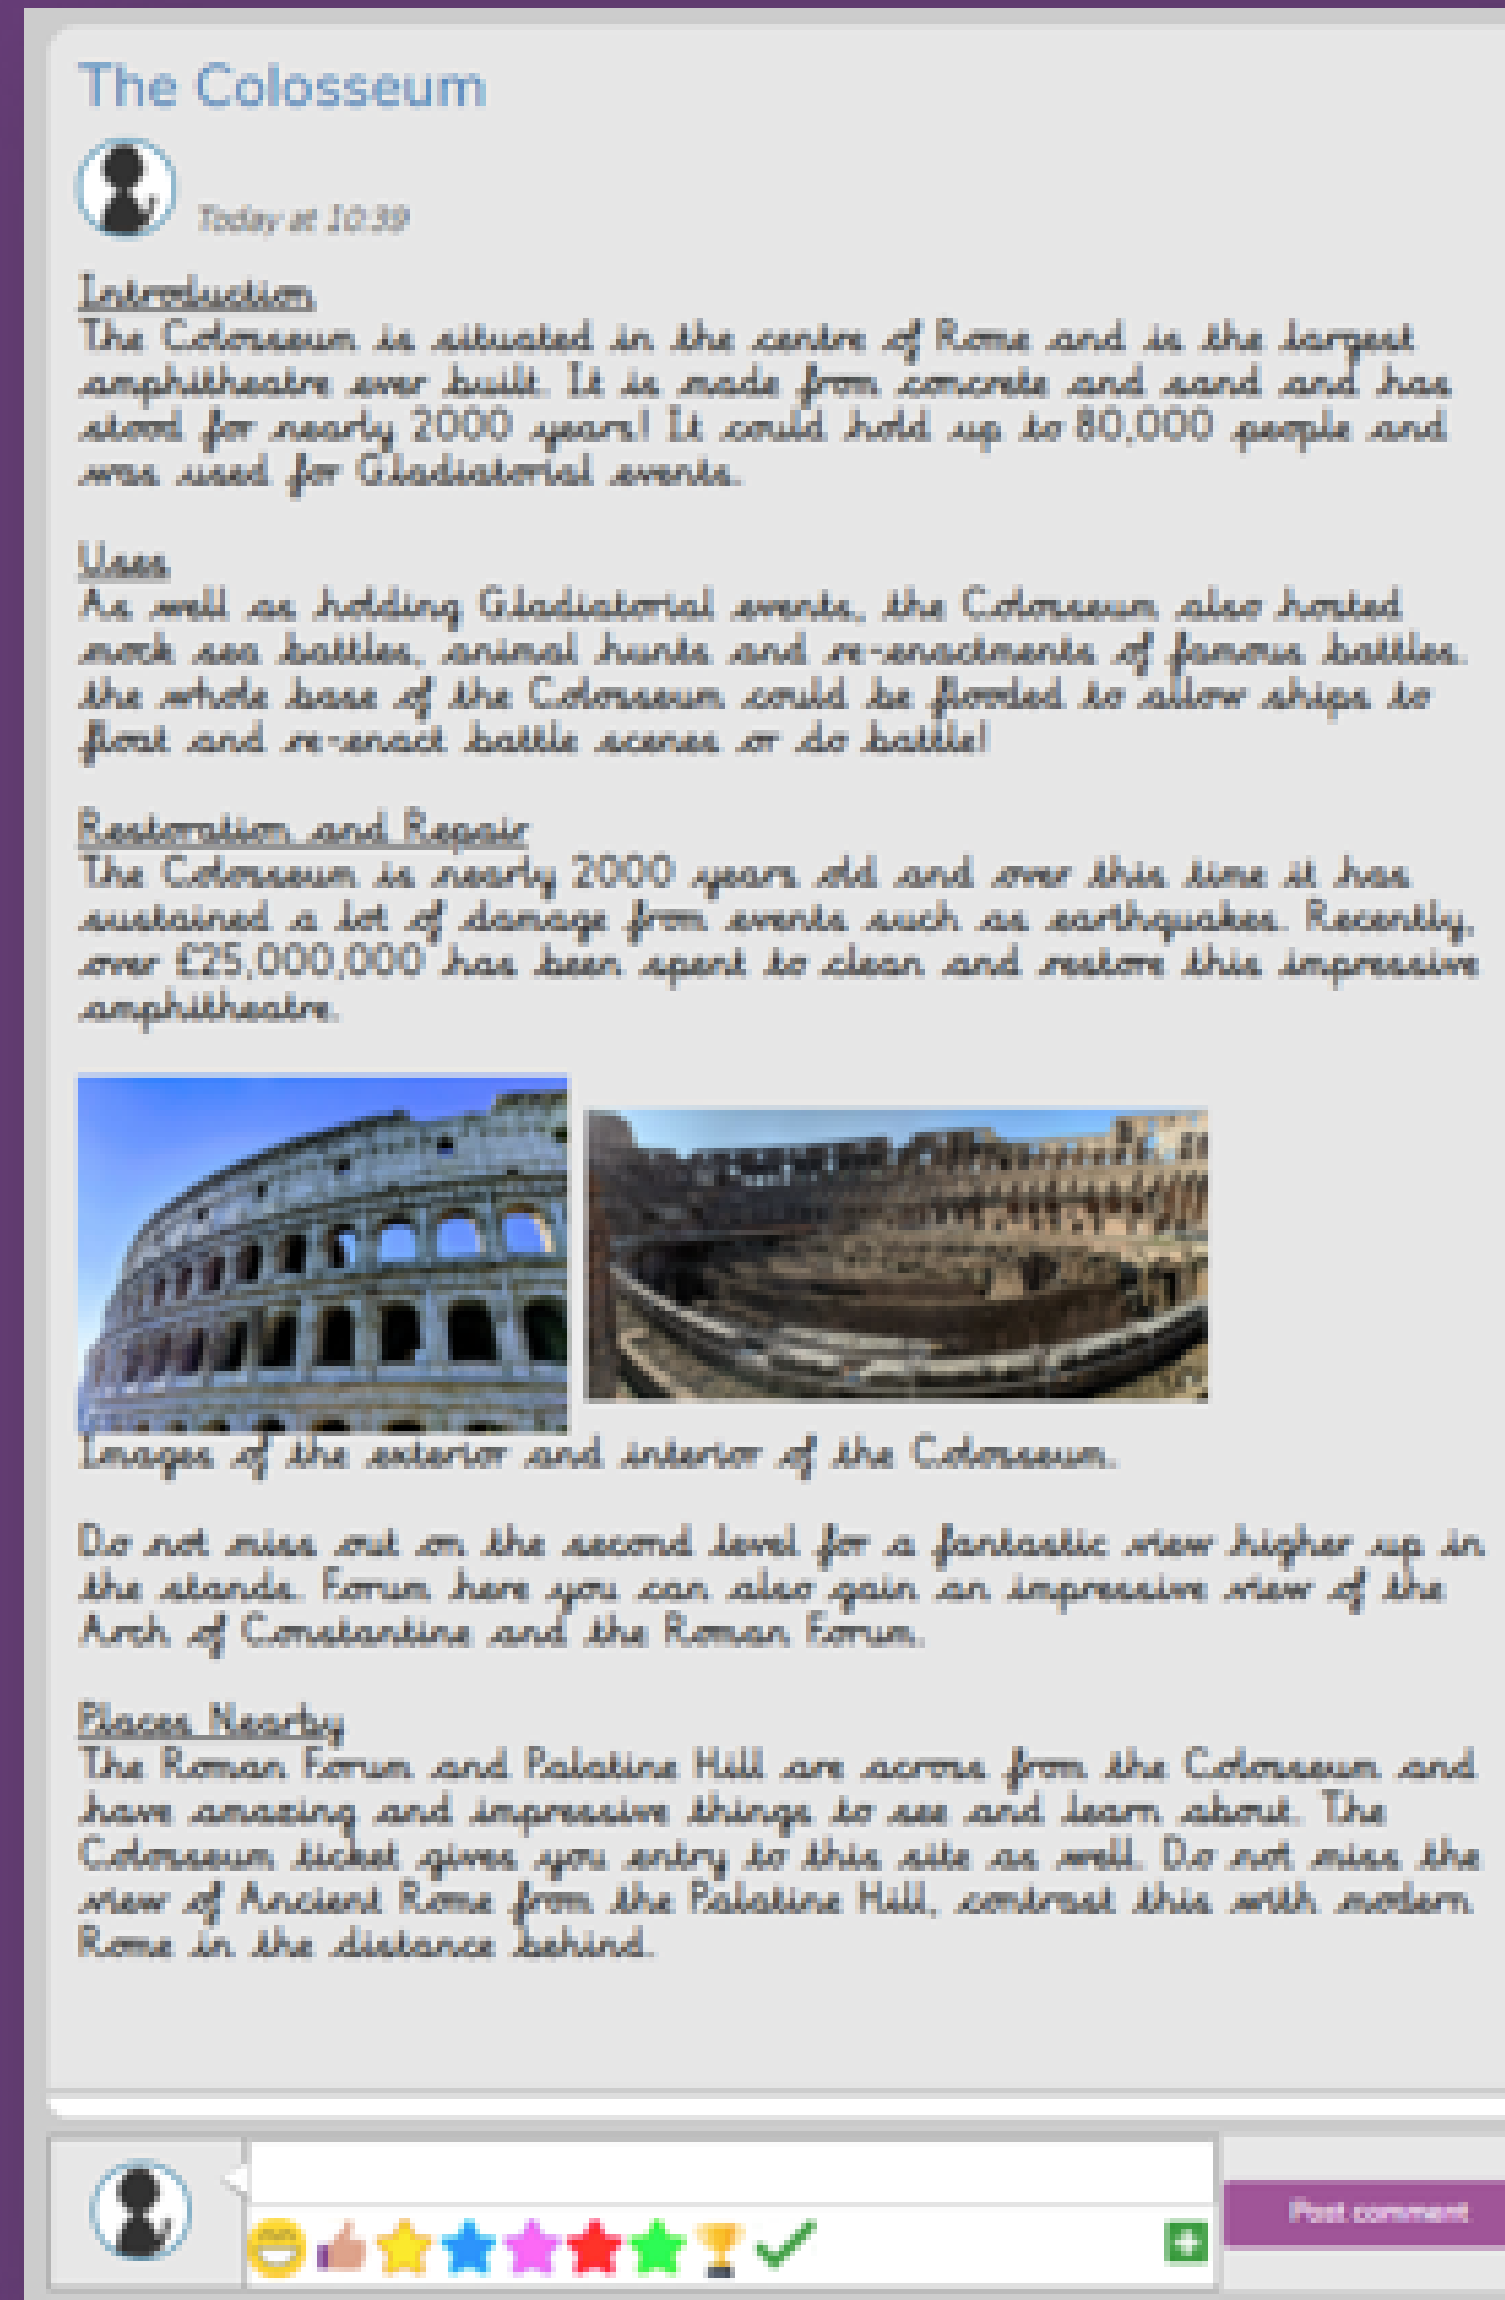 The Colosseum
Today at 10:39
Introduction
The Colosseum is situated in the centre of Rome and is the largest
amphitheatre ever built. It is made from concrete and sand and has
stood for nearly 2000 years! It could hold up to 80,000 people and
was used for Gladiatorial events.
Uses
As well as holding Gladiatorial events, the Colosseum also hosted
mock sea battles, animal hunts and re-enactments of famous battles.
the whole base of the Colosseum could be flooded to allow ships to
float and re-enact battle scenes or do battle!
Restoration and Repair
The Colosseum is nearly 2000 years old and over this time it has
sustained a lot of damage from events such as earthquakes. Recently,
over £25,000,000 has been spent to clean and restore this impressive
amphitheatre.
Images of the exterior and interior of the Colosseum.
Do not miss out on the second level for a fantastic view higher up in
the stands. Forum here you can also gain an impressive view of the
Arch of Constantine and the Roman Forum.
Places Nearby
The Roman Forum and Palatine Hill are across from the Colosseum and
have amazing and impressive things to see and learn about. The
Colosseum ticket gives you entry to this site as well. Do not miss the
view of Ancient Rome from the Palatine Hill, contrast this with modern
Rome in the distance behind.
Post comment